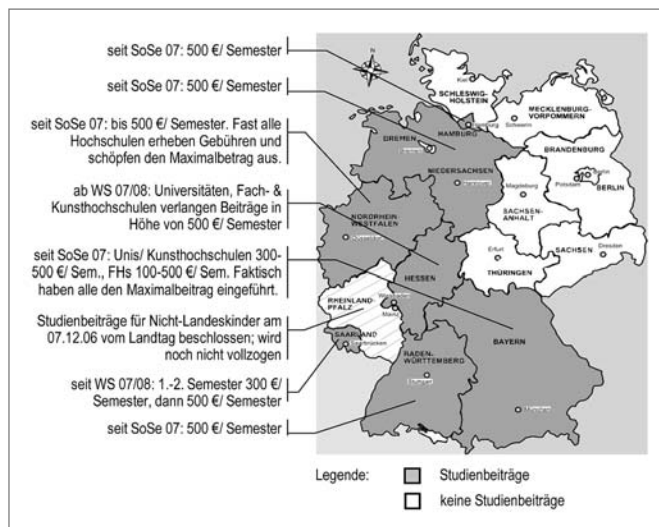 seit SoSe 07: 500 €/ Semester
seit SoSe 07: 500 €/ Semester
seit SoSe 07: bis 500 €/ Semester. Fast alle
Hochschulen erheben Gebühren und
schöpfen den Maximalbetrag aus.
ab WS 07/08: Universitäten, Fach- &
Kunsthochschulen verlangen Beiträge in
Höhe von 500 €/ Semester
seit SoSe 07: Unis/ Kunsthochschulen 300-
500 €/ Sem., FHs 100-500 €/ Sem. Faktisch
haben alle den Maximalbeitrag eingeführt.
Studienbeiträge für Nicht-Landeskinder am
07.12.06 vom Landtag beschlossen; wird
noch nicht vollzogen
seit WS 07/08: 1.-2. Semester 300 €/
Semester, dann 500 €/ Semester
seit SoSe 07: 500 €/ Semester
N
Kiel
SCHLESWIG-
HOLSTEIN
MECKLENBURG-
VORPOMMERN
Schwerin
HAMBURG
BREMEN
BRANDENBURG
NIEDERSACHSEN
Berlin
Potsdam
BERLIN
Magdeburg
SACHSEN-
ANHALT
NORDRHEIN-
WESTFALEN
SACHSEN
Dresden
Erfurt
THÜRINGEN
HESSEN
RHEINLAND-
PFALZ
Mainz
SAARLAND
Saarbrücken
BADEN-
WÜRTTEMBERG
Stuttgart
BAYERN
München
Legende:
Studienbeiträge
keine Studienbeiträge